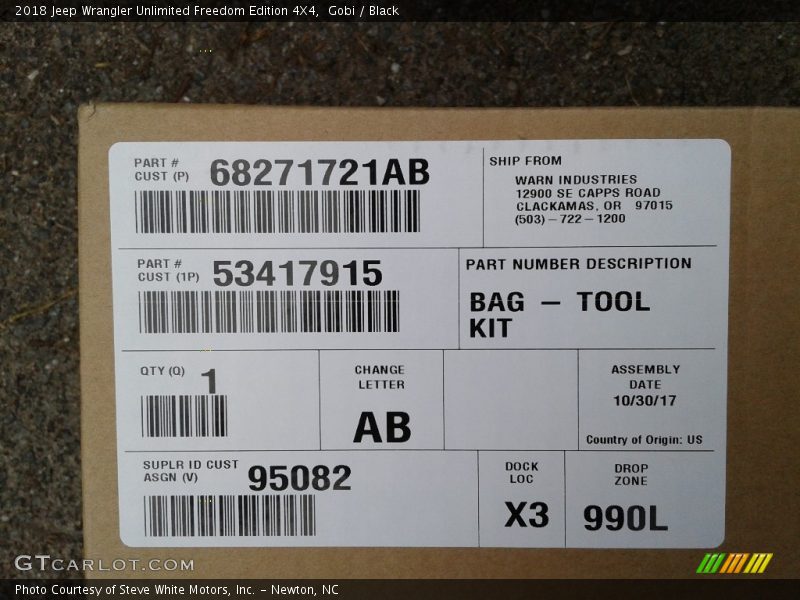 2018 Jeep Wrangler Unlimited Freedom Edition 4X4, Gobi / Black
PART #
CUST (P)
68271721AB
SHIP FROM
WARN INDUSTRIES
12900 SE CAPPS ROAD
CLACKAMAS, OR 97015
(503)-722-1200
PART #
CUST (1P)
53417915
PART NUMBER DESCRIPTION
BAG - TOOL
KIT
QTY (Q)
1
CHANGE
LETTER
AB
ASSEMBLY
DATE
10/30/17
Country of Origin: US
SUPLR ID CUST
ASGN (V)
95082
DOCK
LOC
X3
DROP
ZONE
990L
GTCARLOT.COM
Photo Courtesy of Steve White Motors, Inc. - Newton, NC